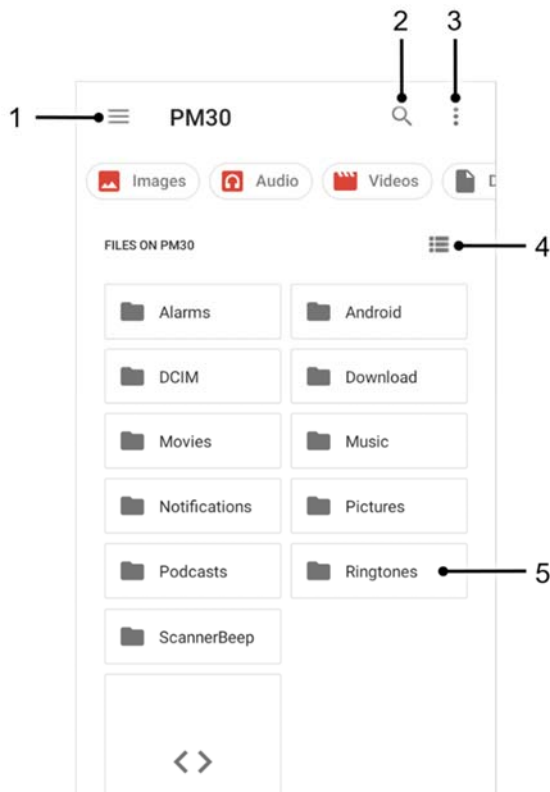 2 3
1 PM30
Images Audio Videos
FILES ON PM30 4
Alarms Android
DCIM Download
Movies Music
Notifications Pictures
Podcasts Ringtones 5
ScannerBeep